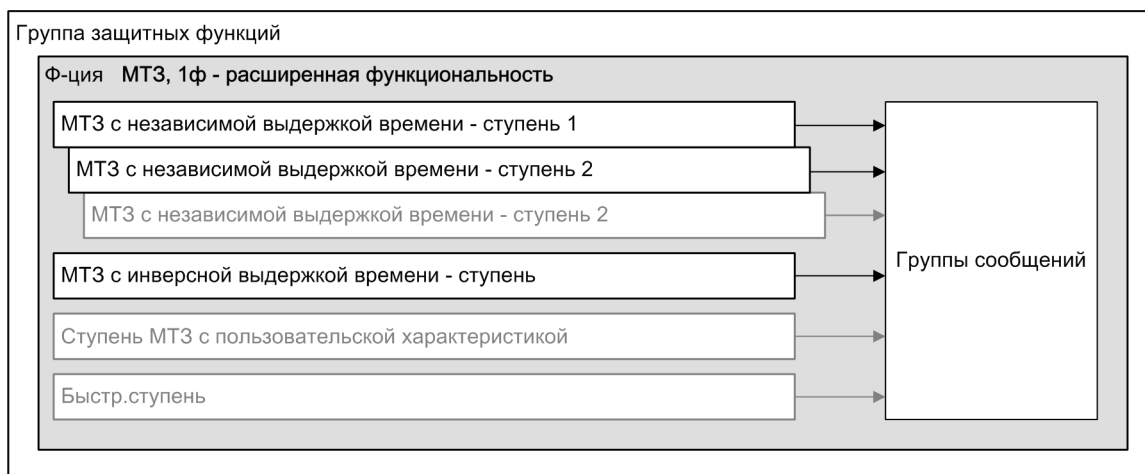 Группа защитных функций
Ф-ция МТЗ, 1ф - расширенная функциональность
МТЗ с независимой выдержкой времени - ступень 1
МТЗ с независимой выдержкой времени - ступень 2
МТЗ с независимой выдержкой времени - ступень 2
МТЗ с инверсной выдержкой времени - ступень
Ступень МТЗ с пользовательской характеристикой
Быстр.ступень
Группы сообщений